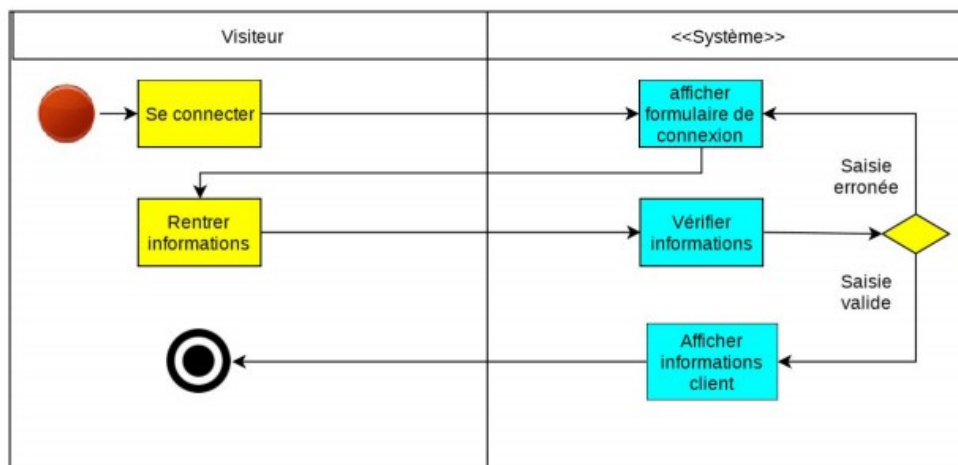 Visiteur
<<Système>>
Se connecter
afficher
formulaire de
connexion
Saisie
erronée
Rentrer
informations
Vérifier
informations
Saisie
valide
Afficher
informations
client